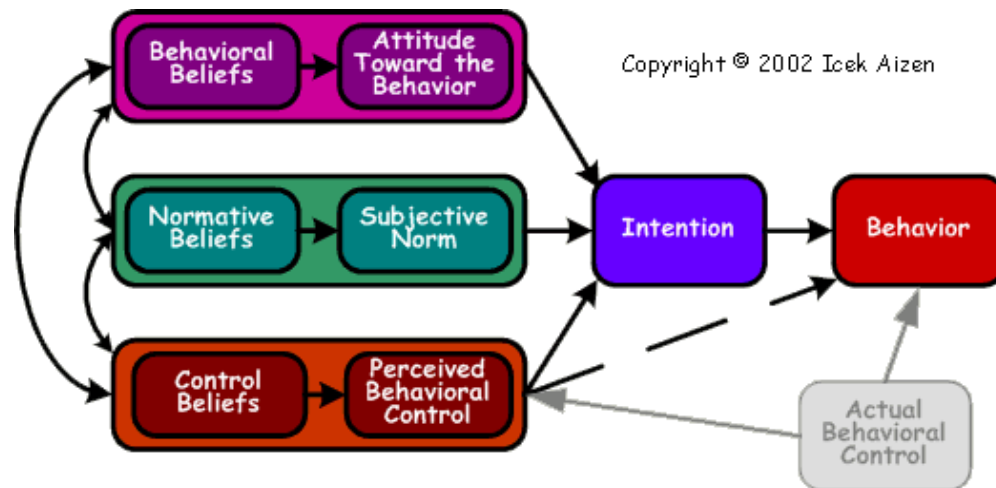 Behavioral
Beliefs
Attitude
Toward the
Behavior
Copyright © 2002 Icek Aizen
Normative
Beliefs
Subjective
Norm
Intention
Behavior
Control
Beliefs
Perceived
Behavioral
Control
Actual
Behavioral
Control